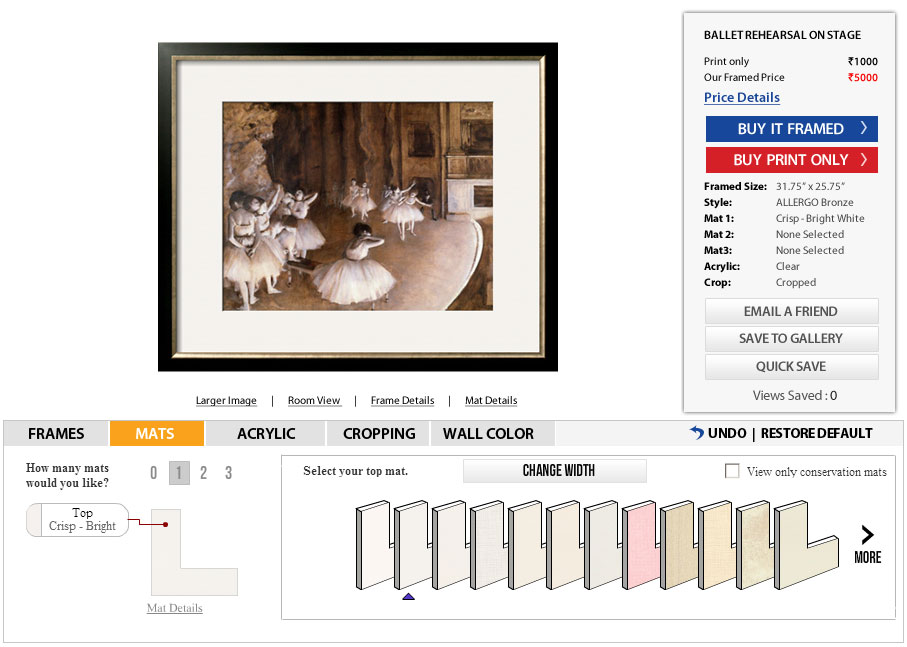 BALLET REHEARSAL ON STAGE
Print only ₹1000
Our Framed Price ₹5000
Price Details
BUY IT FRAMED
BUY PRINT ONLY
Framed Size: 31.75" x 25.75"
Style: ALLERGO Bronze
Mat 1: Crisp - Bright White
Mat 2: None Selected
Mat3: None Selected
Acrylic: Clear
Crop: Cropped
EMAIL A FRIEND
SAVE TO GALLERY
QUICK SAVE
Views Saved : 0
Larger Image | Room View | Frame Details | Mat Details
FRAMES MATS ACRYLIC CROPPING WALL COLOR UNDO | RESTORE DEFAULT
How many mats
would you like?
0 1 2 3
Top
Crisp - Bright
Mat Details
Select your top mat.
CHANGE WIDTH
View only conservation mats
MORE